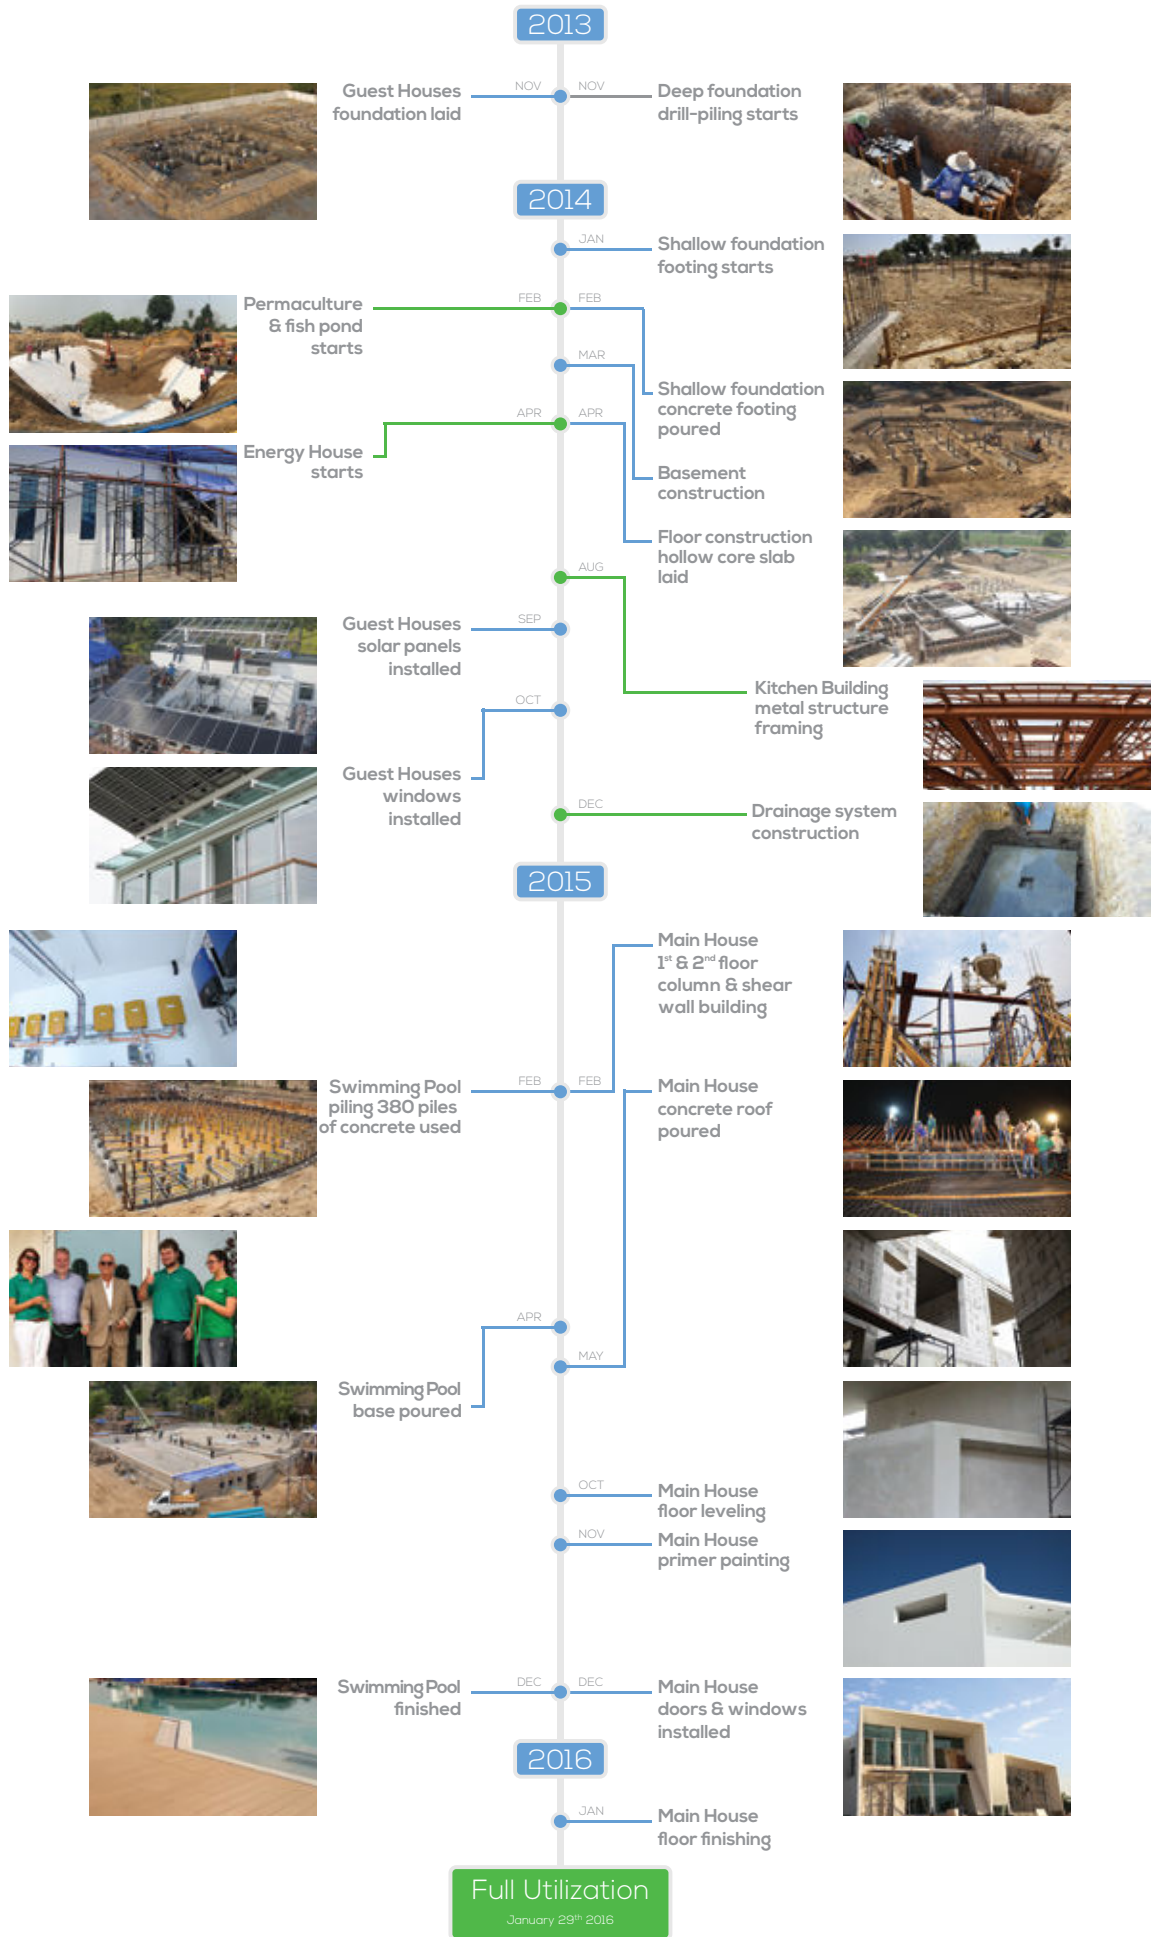 2013
NOV
Guest Houses
foundation laid
NOV
Deep foundation
drill-piling starts
2014
JAN
Shallow foundation
footing starts
FEB
Permaculture
& fish pond
starts
FEB
Shallow foundation
concrete footing
poured
MAR
Basement
construction
APR
Energy House
starts
APR
Floor construction
hollow core slab
laid
AUG
Kitchen Building
metal structure
framing
SEP
Guest Houses
solar panels
installed
OCT
Guest Houses
windows
installed
DEC
Drainage system
construction
2015
FEB
Swimming Pool
piling 380 piles
of concrete used
FEB
Main House
1st & 2nd floor
column & shear
wall building
APR
Swimming Pool
base poured
MAY
Main House
concrete roof
poured
OCT
Main House
floor leveling
NOV
Main House
primer painting
DEC
Swimming Pool
finished
DEC
Main House
doors & windows
installed
2016
JAN
Main House
floor finishing
Full Utilization
January 29th 2016